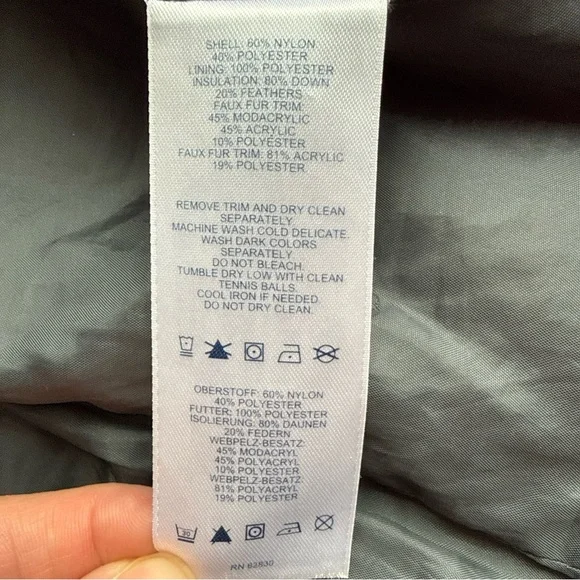 SHELL: 60% NYLON
40% POLYESTER
LINING: 100% POLYESTER
INSULATION: 80% DOWN
20% FEATHERS
FAUX FUR TRIM:
45% MODACRYLIC
45% ACRYLIC
10% POLYESTER
FAUX FUR TRIM: 81% ACRYLIC
19% POLYESTER
REMOVE TRIM AND DRY CLEAN
SEPARATELY
MACHINE WASH COLD DELICATE.
WASH DARK COLORS
SEPARATELY.
DO NOT BLEACH.
TUMBLE DRY LOW WITH CLEAN
TENNIS BALLS.
COOL IRON IF NEEDED.
DO NOT DRY CLEAN.
OBERSTOFF: 60% NYLON
40% POLYESTER
FUTTER: 100% POLYESTER
ISOLIERUNG: 80% DAUNEN
20% FEDERN
WEBPELZ-BESATZ:
45% MODACRYL
45% POLYACRYL
10% POLYESTER
WEBPELZ-BESATZ:
81% POLYACRYL
19% POLYESTER
30
RN 62830